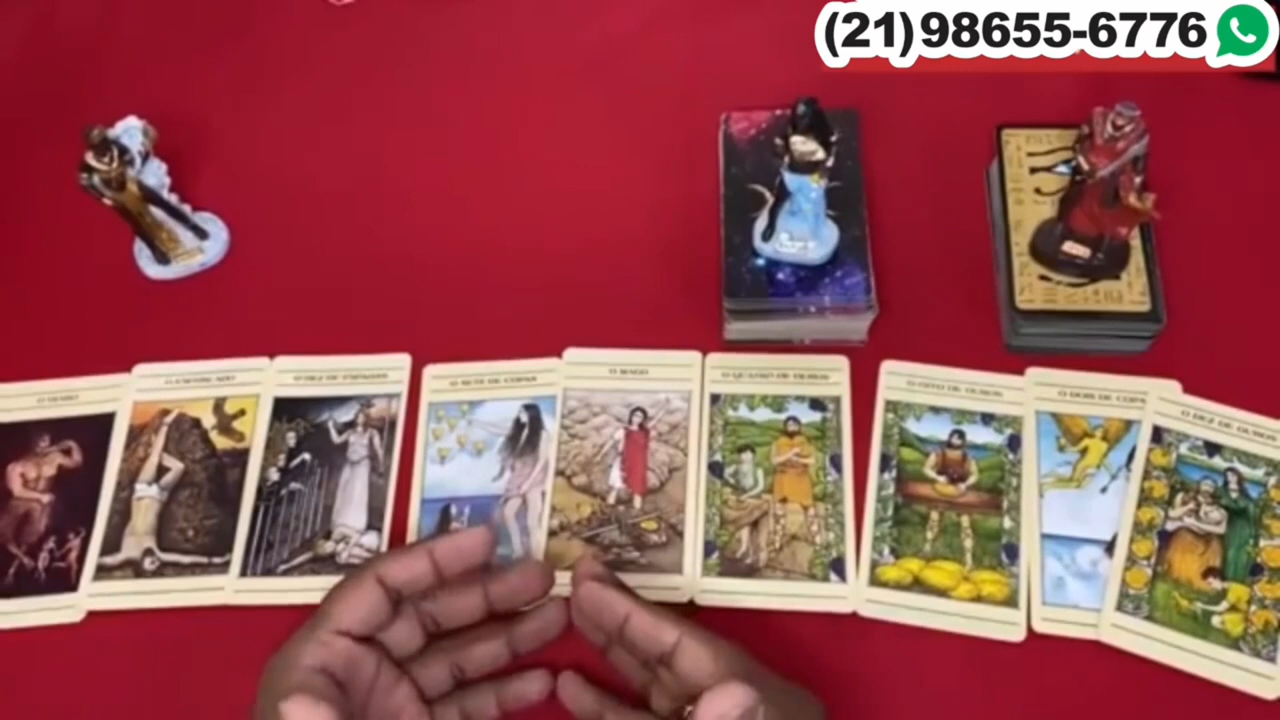 (21)98655-6776
O DIABO
O ENFORCADO
O DEZ DE ESPADAS
O SETE DE COPAS
O MAGO
O QUATRO DE OUROS
O OITO DE OUROS
O DOIS DE COPAS
O DEZ DE OUROS